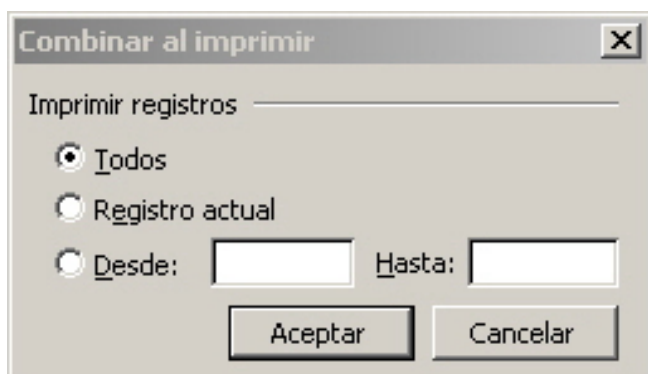 Combinar al imprimir
Imprimir registros
Todos
Registro actual
Desde: Hasta:
Aceptar Cancelar